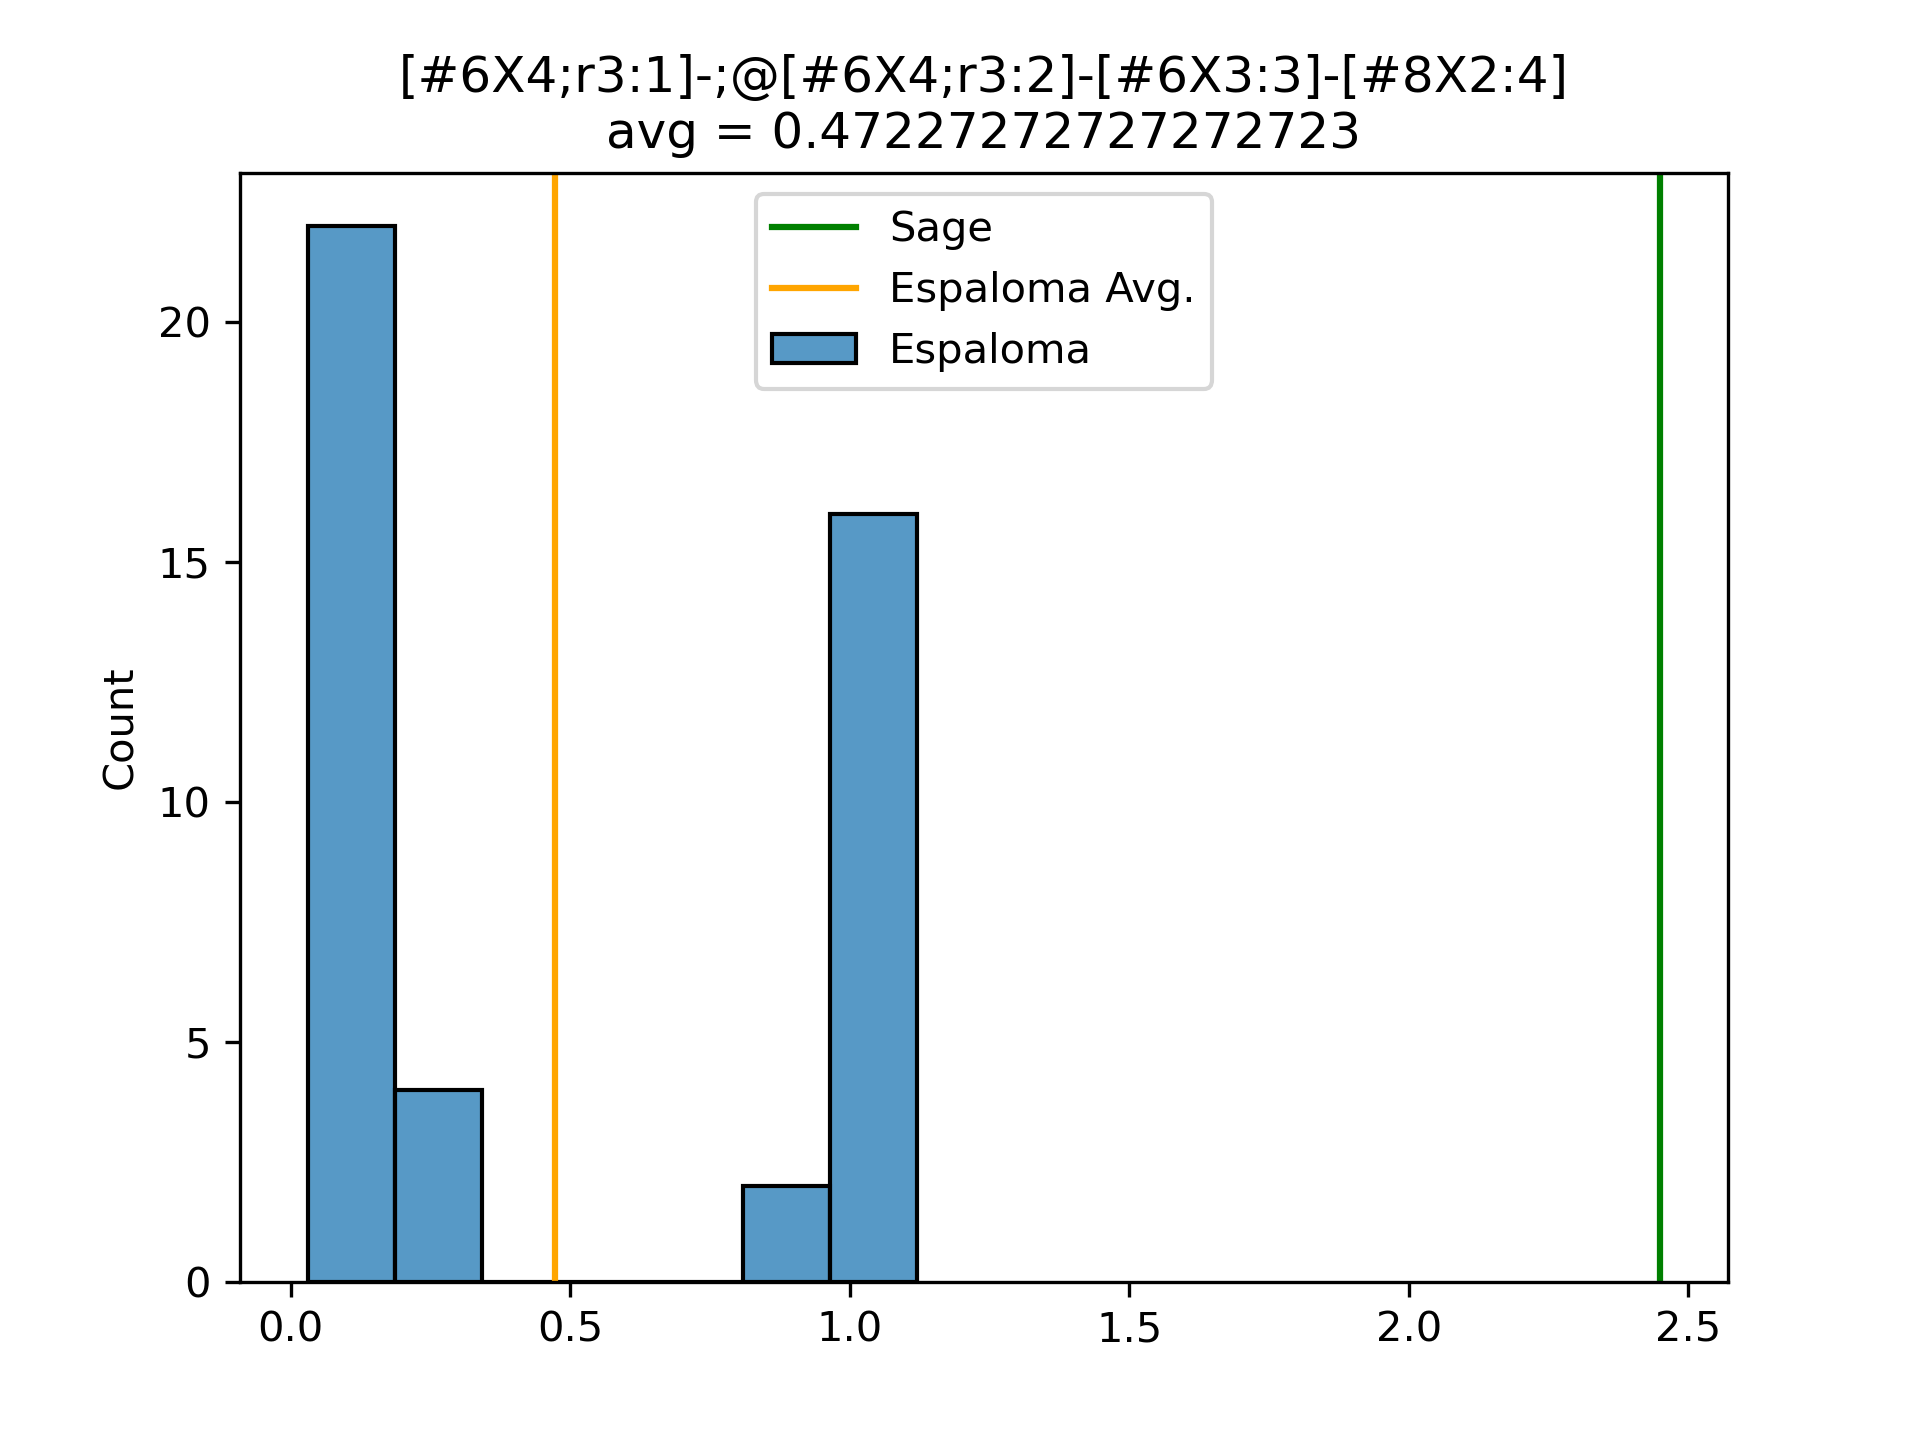 [#6X4;r3:1]-;@[#6X4;r3:2]-[#6X3:3]-[#8X2:4]
avg = 0.47227272727272723
Sage
Espaloma Avg.
Espaloma
Count
20
15
10
5
0
0.0 0.5 1.0 1.5 2.0 2.5